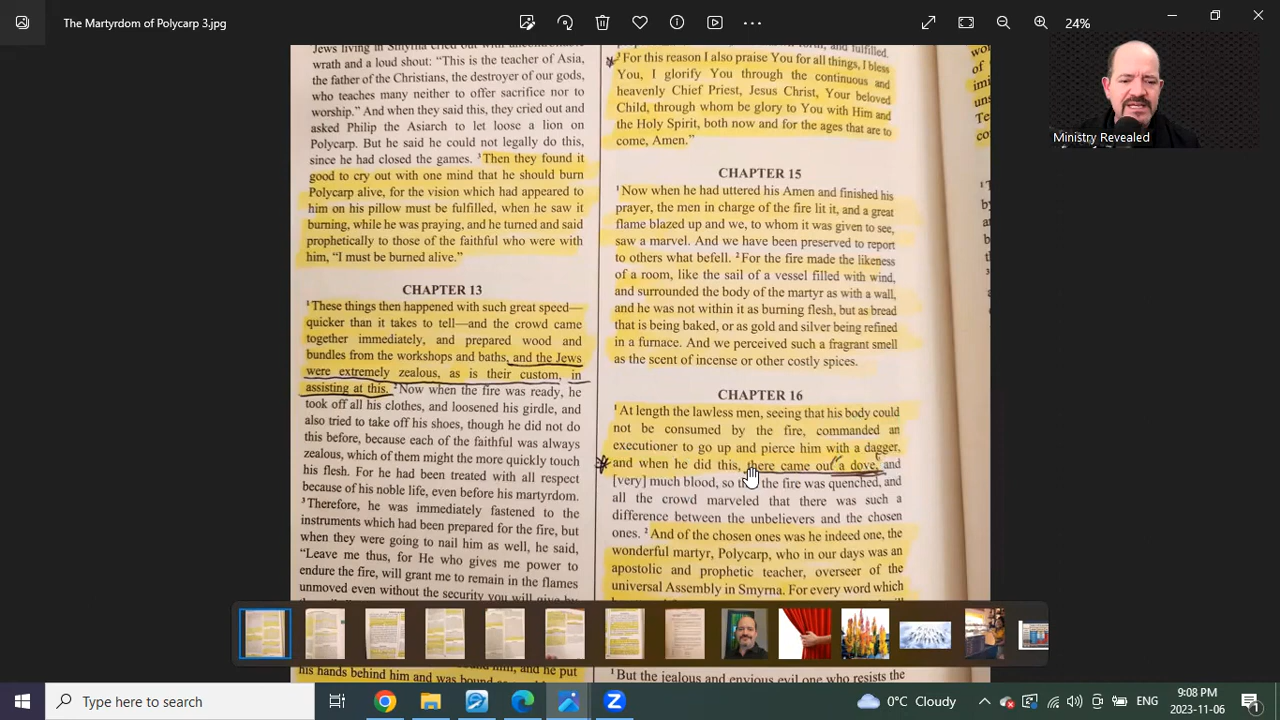 The Martyrdom of Polycarp 3.jpg
24%
Ministry Revealed
Jews living in Smyrna cried out with uncontrollable
wrath and a loud shout: “This is the teacher of Asia,
the father of the Christians, the destroyer of our gods,
who teaches many neither to offer sacrifice nor to
worship.” And when they said this, they cried out and
asked Philip the Asiarch to let loose a lion on
Polycarp. But he said he could not legally do this,
since he had closed the games. ³Then they found it
good to cry out with one mind that he should burn
Polycarp alive, for the vision which had appeared to
him on his pillow must be fulfilled, when he saw it
burning, while he was praying, and he turned and said
prophetically to those of the faithful who were with
him, “I must be burned alive.”
CHAPTER 13
¹These things then happened with such great speed—
quicker than it takes to tell—and the crowd came
together immediately, and prepared wood and
bundles from the workshops and baths, and the Jews
were extremely zealous, as is their custom, in
assisting at this. ²Now when the fire was ready, he
took off all his clothes, and loosened his girdle, and
also tried to take off his shoes, though he did not do
this before, because each of the faithful was always
zealous, which of them might the more quickly touch
his flesh. For he had been treated with all respect
because of his noble life, even before his martyrdom.
³Therefore, he was immediately fastened to the
instruments which had been prepared for the fire, but
when they were going to nail him as well, he said,
“Leave me thus, for He who gives me power to
endure the fire, will grant me to remain in the flames
unmoved even without the security you will give by
his hands behind him and was bound
him, and he put
and fulfilled.
²For this reason I also praise You for all things, I bless
You, I glorify You through the continuous and
heavenly Chief Priest, Jesus Christ, Your beloved
Child, through whom be glory to You with Him and
the Holy Spirit, both now and for the ages that are to
come, Amen.”
CHAPTER 15
¹Now when he had uttered his Amen and finished his
prayer, the men in charge of the fire lit it, and a great
flame blazed up and we, to whom it was given to see,
saw a marvel. And we have been preserved to report
to others what befell. ²For the fire made the likeness
of a room, like the sail of a vessel filled with wind,
and surrounded the body of the martyr as with a wall,
and he was not within it as burning flesh, but as bread
that is being baked, or as gold and silver being refined
in a furnace. And we perceived such a fragrant smell
as the scent of incense or other costly spices.
CHAPTER 16
¹At length the lawless men, seeing that his body could
not be consumed by the fire, commanded an
executioner to go up and pierce him with a dagger,
and when he did this, there came out a dove, and
[very] much blood, so the fire was quenched, and
all the crowd marveled that there was such a
difference between the unbelievers and the chosen
ones. ²And of the chosen ones was he indeed one, the
wonderful martyr, Polycarp, who in our days was an
apostolic and prophetic teacher, overseer of the
universal Assembly in Smyrna. For every word which
¹But the jealous and envious evil one who resists the
Type here to search
0°C Cloudy
ENG
9:08 PM
2023-11-06